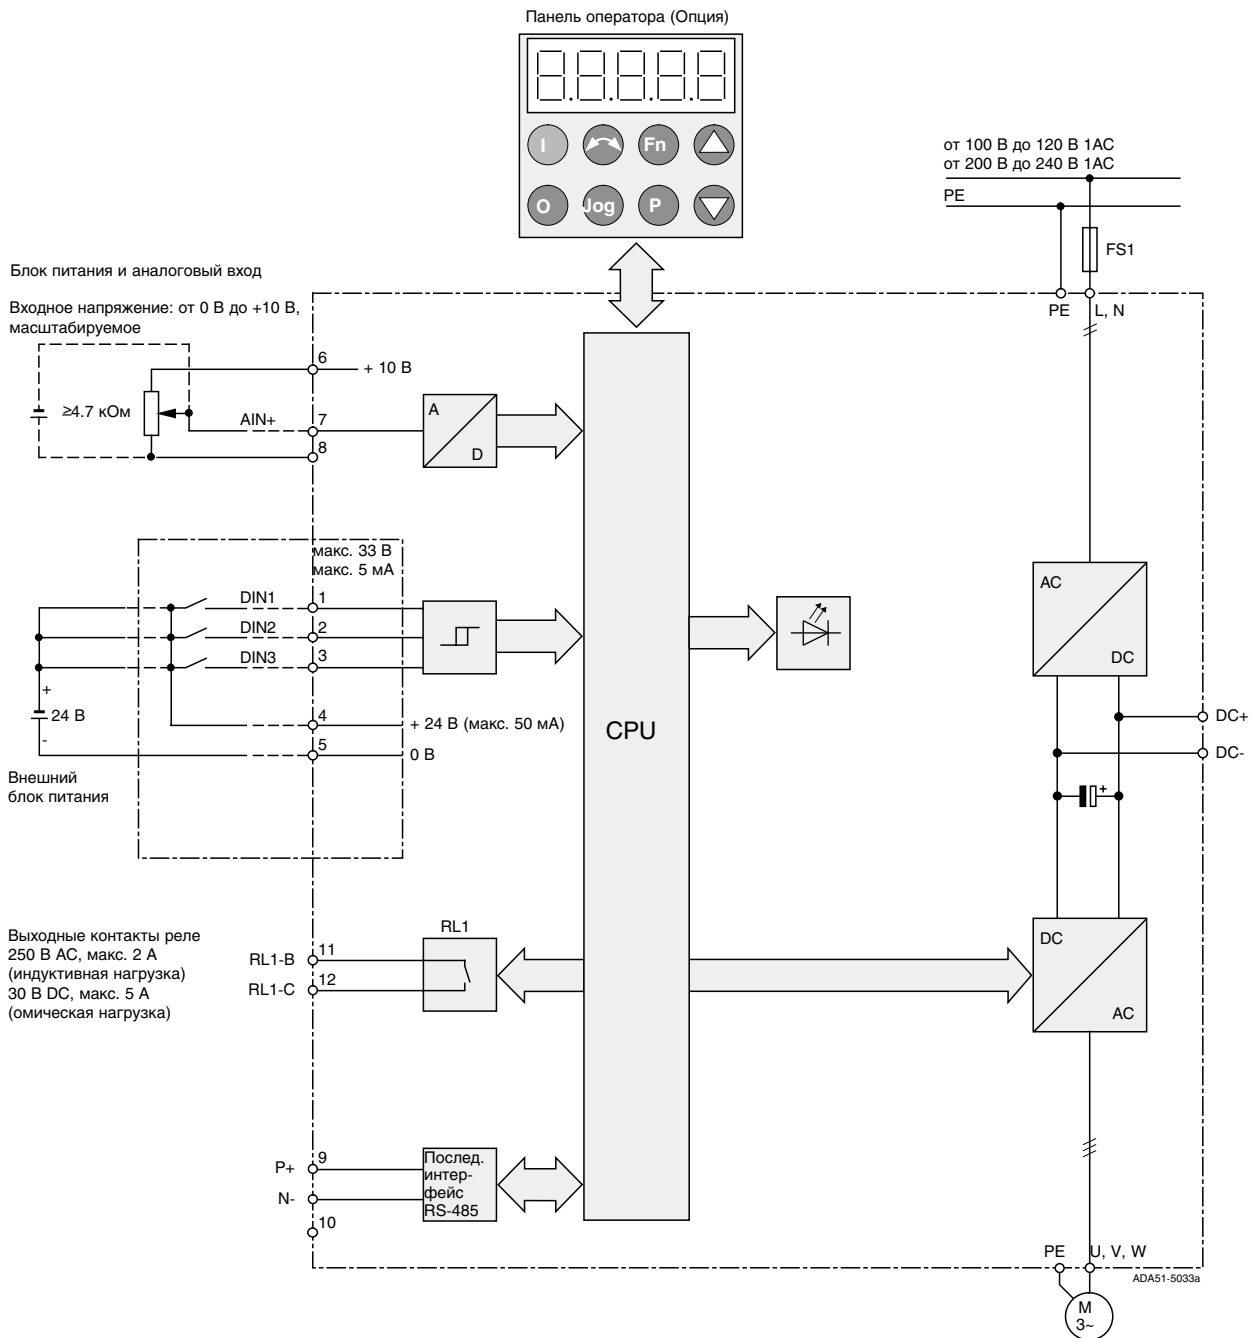 Панель оператора (Опция)
8.8.8.8.8
I
Fn
O
Jog
P
от 100 В до 120 В 1AC
от 200 В до 240 В 1AC
PE
FS1
PE
L, N
Блок питания и аналоговый вход
Входное напряжение: от 0 В до +10 В,
масштабируемое
≥4.7 кОм
6
+ 10 В
AIN+
7
8
A
D
макс. 33 В
макс. 5 мА
DIN1
1
DIN2
2
DIN3
3
+
24 В
-
4
+ 24 В (макс. 50 мА)
5
0 В
Внешний
блок питания
CPU
AC
DC
DC+
DC-
+
Выходные контакты реле
250 В AC, макс. 2 А
(индуктивная нагрузка)
30 В DC, макс. 5 А
(омическая нагрузка)
RL1
RL1-B
11
RL1-C
12
DC
AC
P+
9
N-
10
Послед.
интер-
фейс
RS-485
PE
U, V, W
ADA51-5033a
M
3~